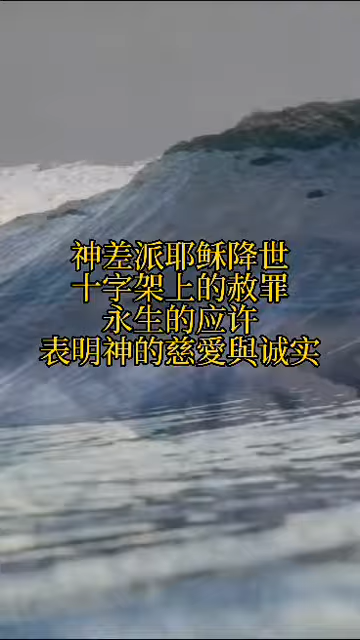 神差派耶稣降世
十字架上的赦罪
永生的应许
表明神的慈愛與诚实